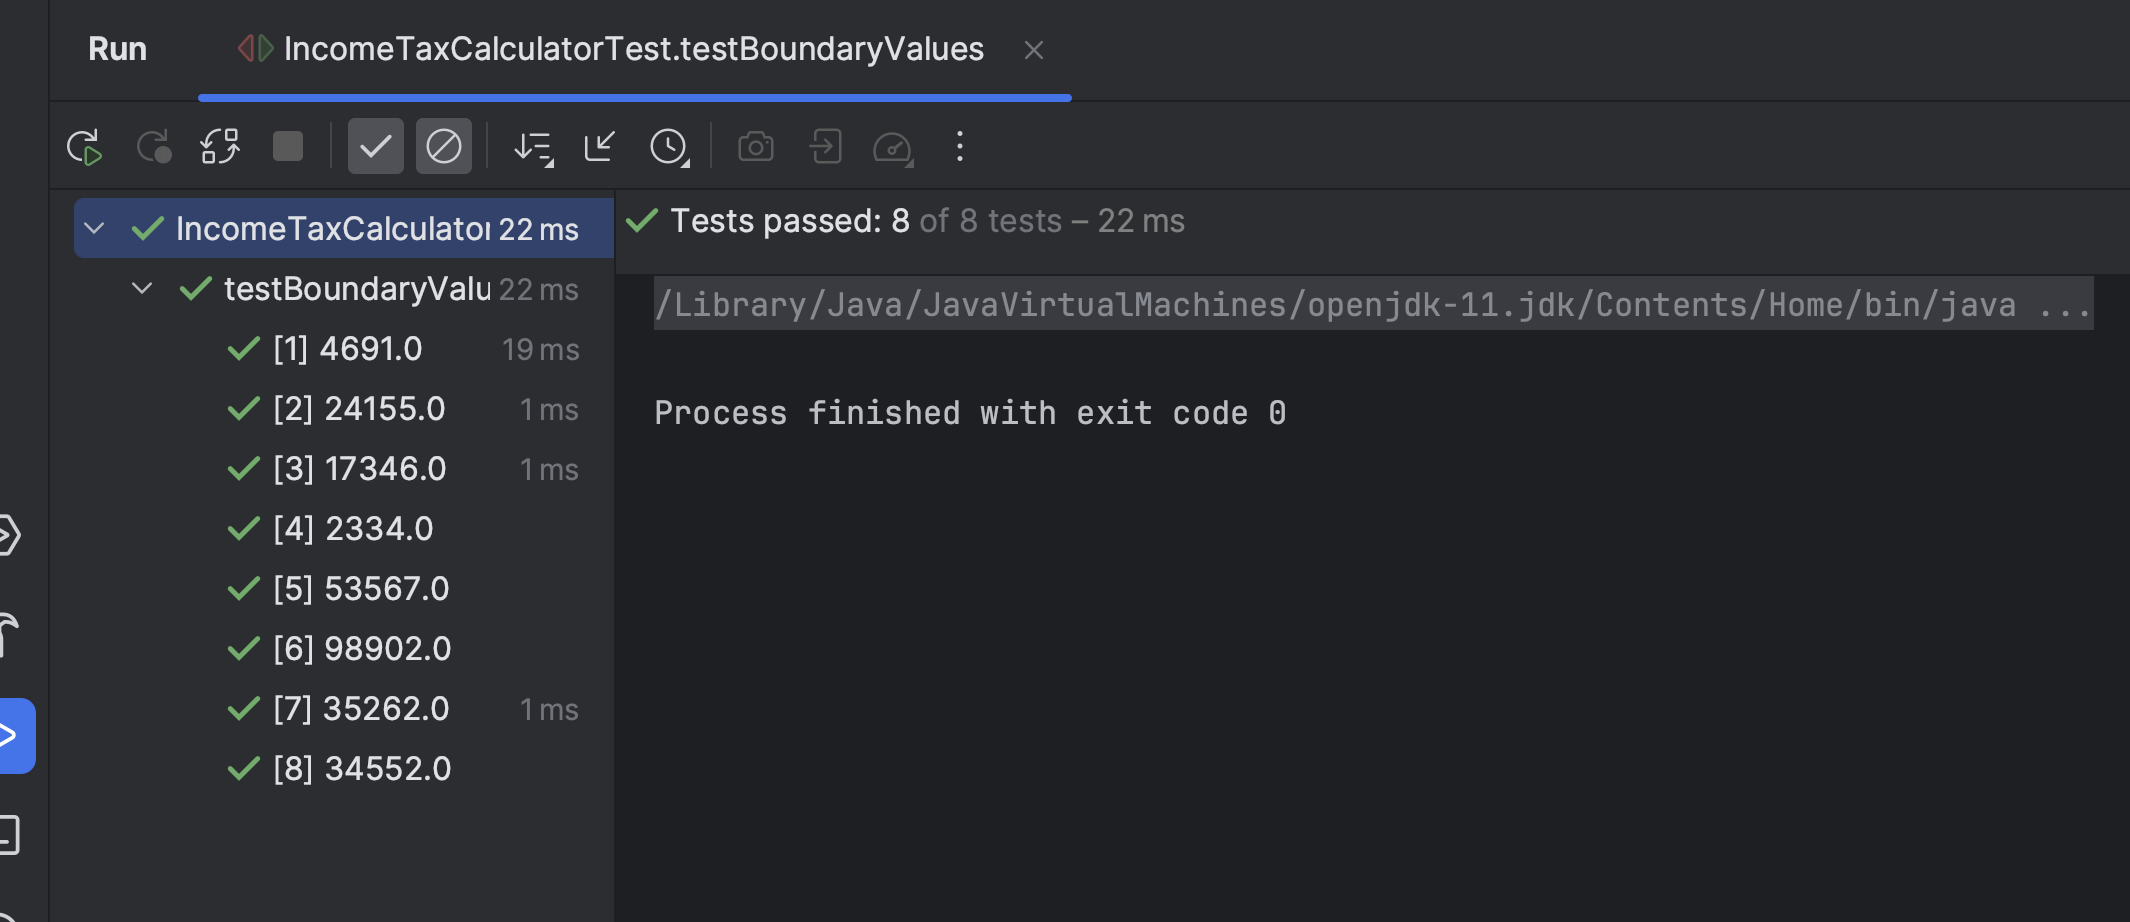 Run IncomeTaxCalculatorTest.testBoundaryValues
IncomeTaxCalculator 22 ms
Tests passed: 8 of 8 tests – 22 ms
testBoundaryValu 22 ms
/Library/Java/JavaVirtualMachines/openjdk-11.jdk/Contents/Home/bin/java ...
[1] 4691.0 19 ms
[2] 24155.0 1 ms
Process finished with exit code 0
[3] 17346.0 1 ms
[4] 2334.0
[5] 53567.0
[6] 98902.0
[7] 35262.0 1 ms
[8] 34552.0